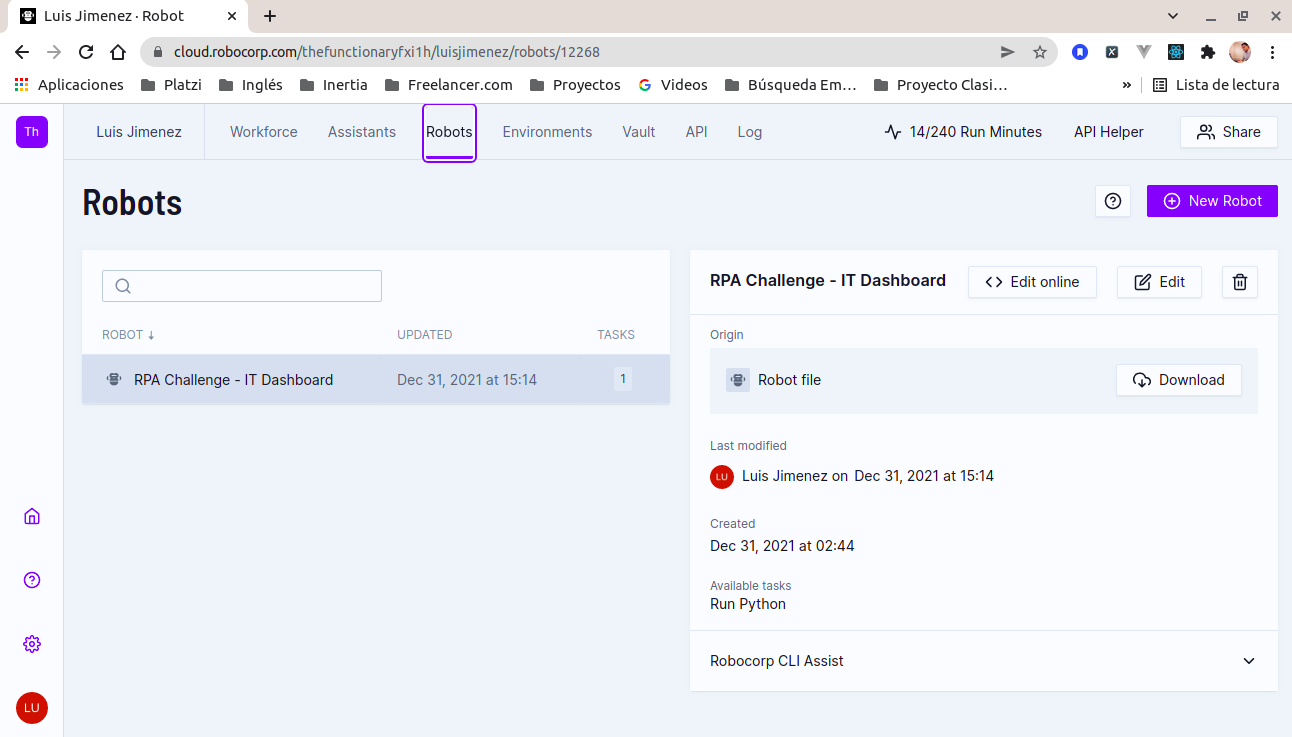 Luis Jimenez · Robot
cloud.robocorp.com/thefunctionaryfxi1h/luisjimenez/robots/12268
Aplicaciones Platzi Inglés Inertia Freelancer.com Proyectos Videos Búsqueda Em… Proyecto Clasi… » Lista de lectura
Th Luis Jimenez Workforce Assistants Robots Environments Vault API Log 14/240 Run Minutes API Helper Share
Robots
New Robot
RPA Challenge - IT Dashboard Edit online Edit
ROBOT ↓ UPDATED TASKS
RPA Challenge - IT Dashboard Dec 31, 2021 at 15:14 1
Origin
Robot file Download
Last modified
LU Luis Jimenez on Dec 31, 2021 at 15:14
Created
Dec 31, 2021 at 02:44
Available tasks
Run Python
Robocorp CLI Assist
LU